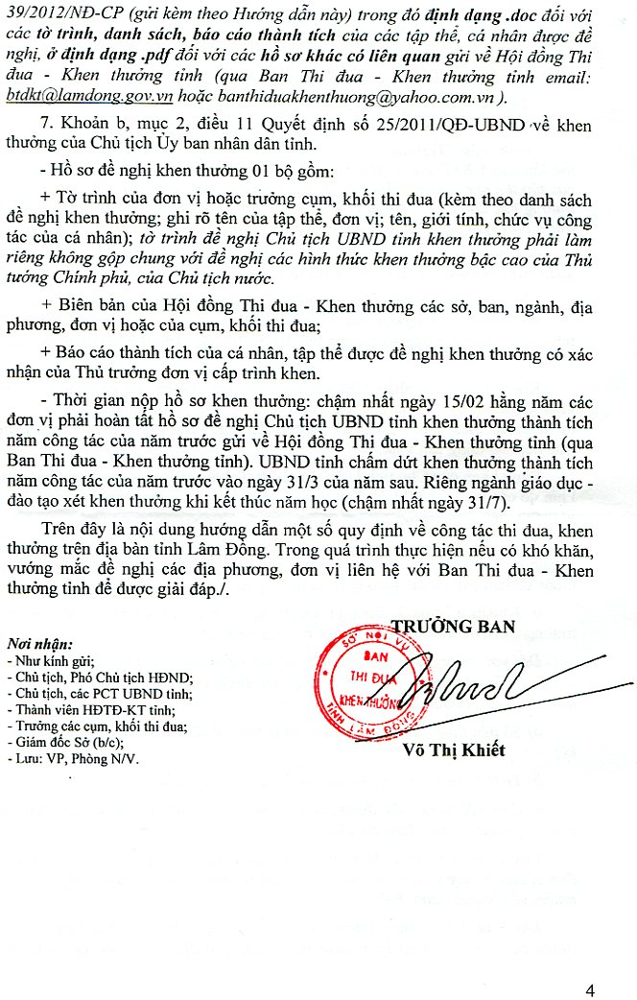 39/2012/NĐ-CP (gửi kèm theo Hướng dẫn này) trong đó định dạng .doc đối với
các tờ trình, danh sách, báo cáo thành tích của các tập thể, cá nhân được đề
nghị, ở định dạng .pdf đối với các hồ sơ khác có liên quan gửi về Hội đồng Thi
đua - Khen thưởng tỉnh (qua Ban Thi đua - Khen thưởng tỉnh email:
btdkt@lamdong.gov.vn hoặc banthiduakhenthuong@yahoo.com.vn ).
7. Khoản b, mục 2, điều 11 Quyết định số 25/2011/QĐ-UBND về khen
thưởng của Chủ tịch Ủy ban nhân dân tỉnh.
- Hồ sơ đề nghị khen thưởng 01 bộ gồm:
+ Tờ trình của đơn vị hoặc trưởng cụm, khối thi đua (kèm theo danh sách
đề nghị khen thưởng; ghi rõ tên của tập thể, đơn vị; tên, giới tính, chức vụ công
tác của cá nhân); tờ trình đề nghị Chủ tịch UBND tỉnh khen thưởng phải làm
riêng không gộp chung với đề nghị các hình thức khen thưởng bậc cao của Thủ
tướng Chính phủ, của Chủ tịch nước.
+ Biên bản của Hội đồng Thi đua - Khen thưởng các sở, ban, ngành, địa
phương, đơn vị hoặc của cụm, khối thi đua;
+ Báo cáo thành tích của cá nhân, tập thể được đề nghị khen thưởng có xác
nhận của Thủ trưởng đơn vị cấp trình khen.
- Thời gian nộp hồ sơ khen thưởng: chậm nhất ngày 15/02 hằng năm các
đơn vị phải hoàn tất hồ sơ đề nghị Chủ tịch UBND tỉnh khen thưởng thành tích
năm công tác của năm trước gửi về Hội đồng Thi đua - Khen thưởng tỉnh (qua
Ban Thi đua - Khen thưởng tỉnh). UBND tỉnh chấm dứt khen thưởng thành tích
năm công tác của năm trước vào ngày 31/3 của năm sau. Riêng ngành giáo dục -
đào tạo xét khen thưởng khi kết thúc năm học (chậm nhất ngày 31/7).
Trên đây là nội dung hướng dẫn một số quy định về công tác thi đua, khen
thưởng trên địa bàn tỉnh Lâm Đồng. Trong quá trình thực hiện nếu có khó khăn,
vướng mắc đề nghị các địa phương, đơn vị liên hệ với Ban Thi đua - Khen
thưởng tỉnh để được giải đáp./.
TRƯỞNG BAN
SỞ NỘI VỤ
BAN
THI ĐUA
KHEN THƯỞNG
TỈNH LÂM ĐỒNG
Võ Thị Khiết
Nơi nhận:
- Như kính gửi;
- Chủ tịch, Phó Chủ tịch HĐND;
- Chủ tịch, các PCT UBND tỉnh;
- Thành viên HĐTĐ-KT tỉnh;
- Trưởng các cụm, khối thi đua;
- Giám đốc Sở (b/c);
- Lưu: VP, Phòng N/V.
4